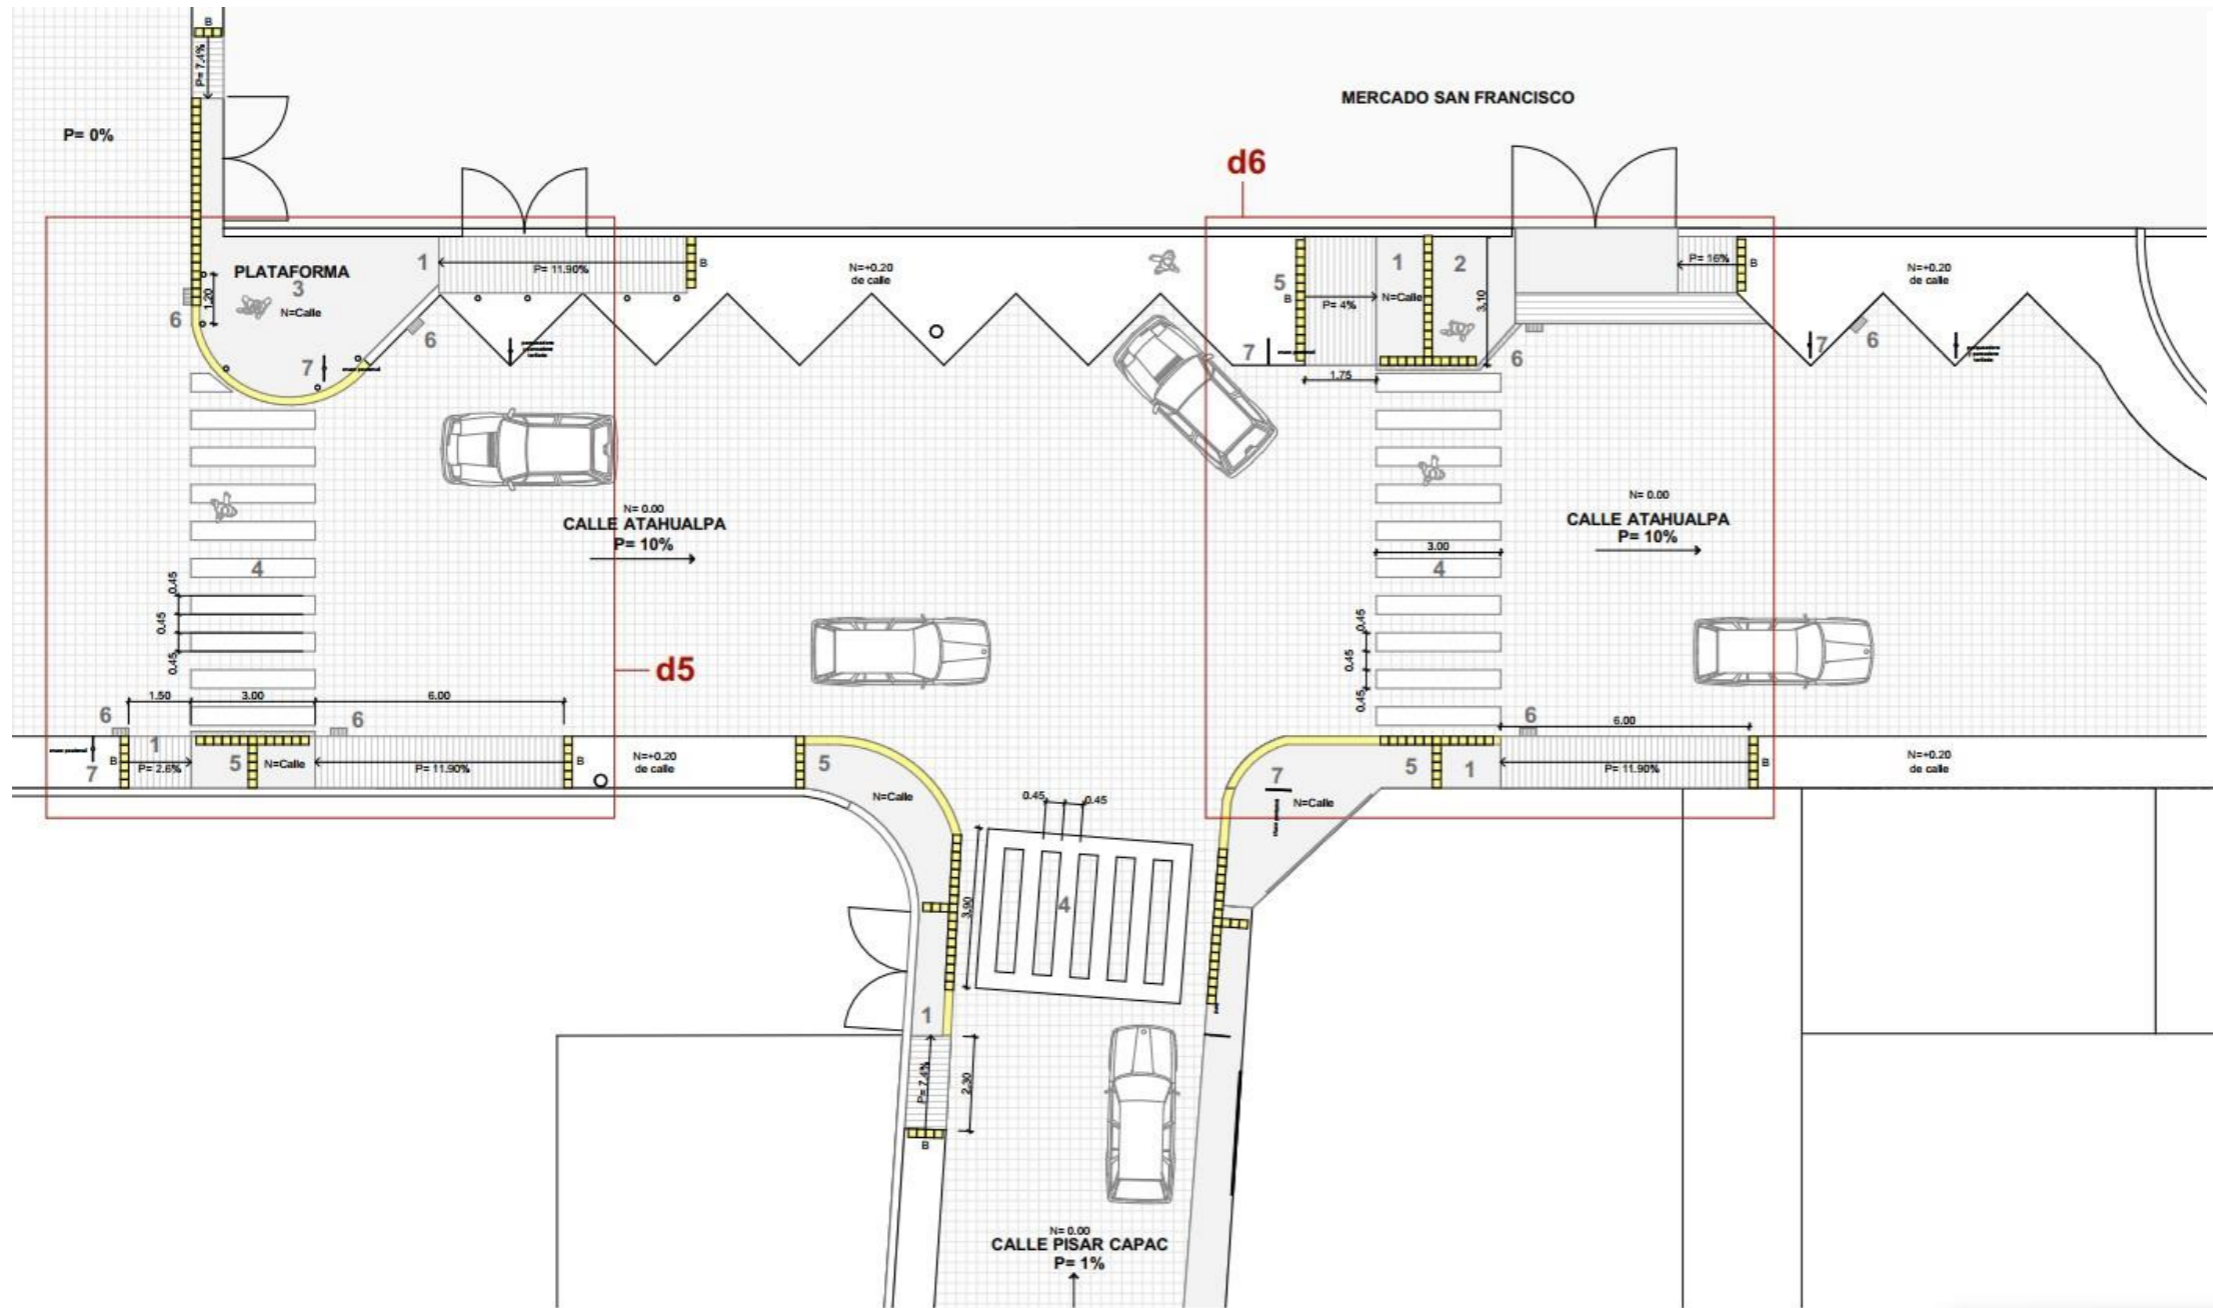 B
P= 7.4%
P= 0%
MERCADO SAN FRANCISCO
d6
PLATAFORMA
3
N=Calle
1.20
6
7
1
P= 11.90%
B
6
N=+0.20
de calle
5
B
P= 4%
1
N=Calle
2
3.10
7
1.75
6
P= 16%
B
N=+0.20
de calle
7
6
N= 0.00
CALLE ATAHUALPA
P= 10%
N= 0.00
CALLE ATAHUALPA
P= 10%
4
0.45
0.45
0.45
3.00
4
0.45
0.45
0.45
d5
1.50
3.00
6.00
6
6
7
B
1
P= 2.6%
5
N=Calle
P= 11.90%
B
N=+0.20
de calle
5
N=Calle
6
6.00
7
N=Calle
5
1
P= 11.90%
B
N=+0.20
de calle
0.45
0.45
3.90
4
1
P= 7.4%
2.30
B
N= 0.00
CALLE PISAR CAPAC
P= 1%